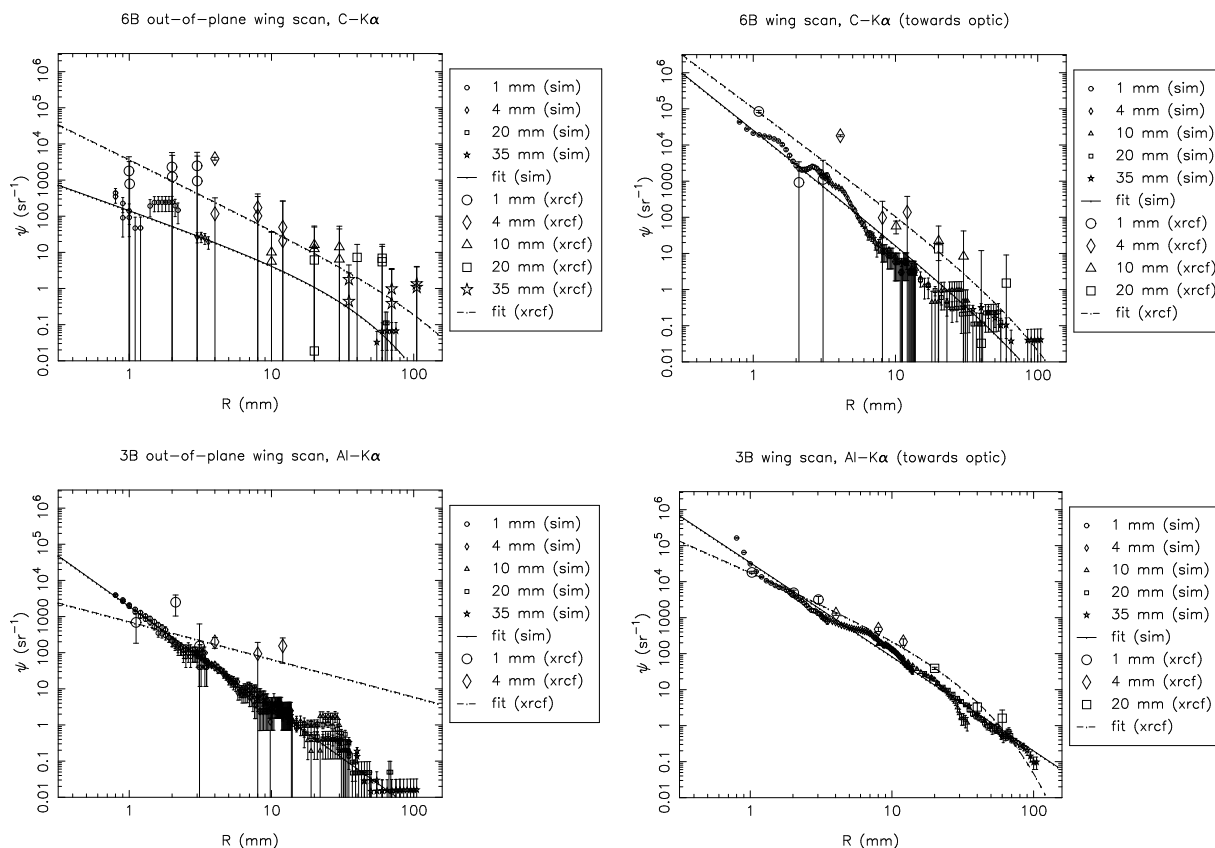 6B out-of-plane wing scan, C-Kα
ψ (sr⁻¹)
10⁶
10⁵
10⁴
1000
100
10
1
0.1
0.01
1
10
100
R (mm)
1 mm (sim)
4 mm (sim)
20 mm (sim)
35 mm (sim)
fit (sim)
1 mm (xrcf)
4 mm (xrcf)
10 mm (xrcf)
20 mm (xrcf)
35 mm (xrcf)
fit (xrcf)
6B wing scan, C-Kα (towards optic)
ψ (sr⁻¹)
10⁶
10⁵
10⁴
1000
100
10
1
0.1
0.01
1
10
100
R (mm)
1 mm (sim)
4 mm (sim)
10 mm (sim)
20 mm (sim)
35 mm (sim)
fit (sim)
1 mm (xrcf)
4 mm (xrcf)
10 mm (xrcf)
20 mm (xrcf)
fit (xrcf)
3B out-of-plane wing scan, Al-Kα
ψ (sr⁻¹)
10⁶
10⁵
10⁴
1000
100
10
1
0.1
0.01
1
10
100
R (mm)
1 mm (sim)
4 mm (sim)
10 mm (sim)
20 mm (sim)
35 mm (sim)
fit (sim)
1 mm (xrcf)
4 mm (xrcf)
fit (xrcf)
3B wing scan, Al-Kα (towards optic)
ψ (sr⁻¹)
10⁶
10⁵
10⁴
1000
100
10
1
0.1
0.01
1
10
100
R (mm)
1 mm (sim)
4 mm (sim)
10 mm (sim)
20 mm (sim)
35 mm (sim)
fit (sim)
1 mm (xrcf)
4 mm (xrcf)
20 mm (xrcf)
fit (xrcf)